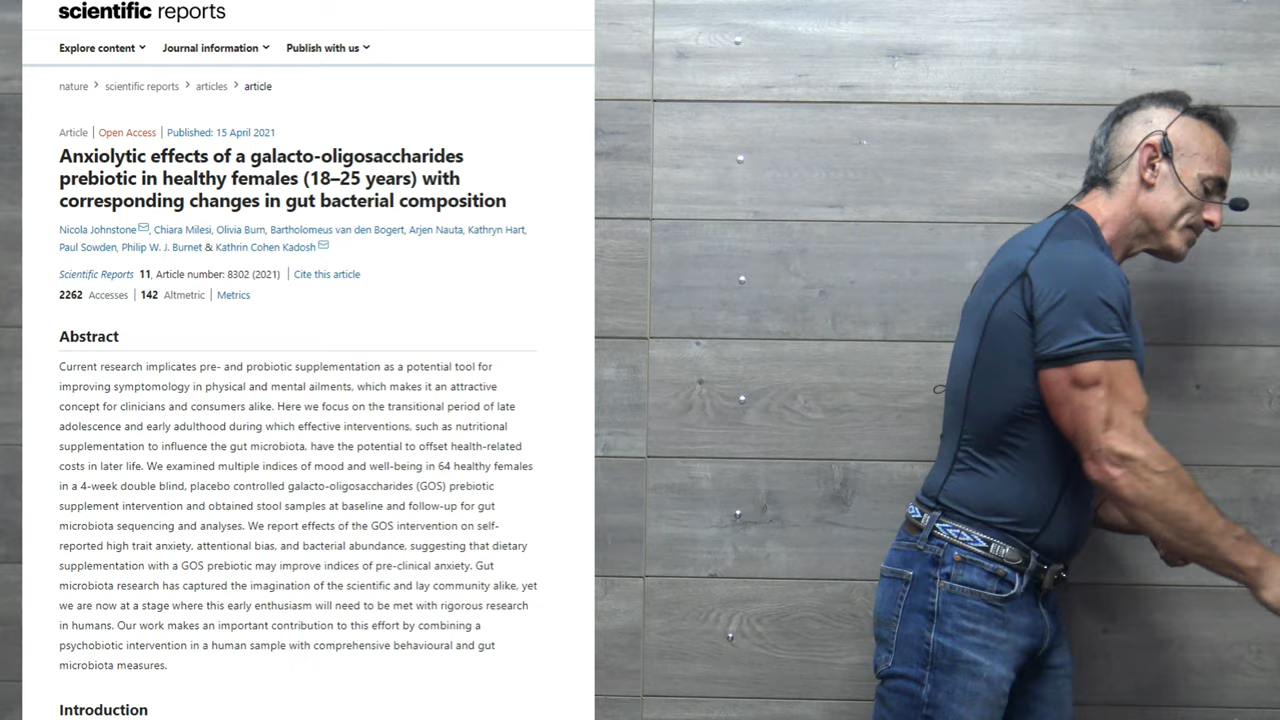 scientific reports
Explore content Journal information Publish with us
nature > scientific reports > articles > article
Article | Open Access | Published: 15 April 2021
Anxiolytic effects of a galacto-oligosaccharides
prebiotic in healthy females (18–25 years) with
corresponding changes in gut bacterial composition
Nicola Johnstone, Chiara Milesi, Olivia Burn, Bartholomeus van den Bogert, Arjen Nauta, Kathryn Hart,
Paul Sowden, Philip W. J. Burnet & Kathrin Cohen Kadosh
Scientific Reports 11, Article number: 8302 (2021) | Cite this article
2262 Accesses | 142 Altmetric | Metrics
Abstract
Current research implicates pre- and probiotic supplementation as a potential tool for
improving symptomology in physical and mental ailments, which makes it an attractive
concept for clinicians and consumers alike. Here we focus on the transitional period of late
adolescence and early adulthood during which effective interventions, such as nutritional
supplementation to influence the gut microbiota, have the potential to offset health-related
costs in later life. We examined multiple indices of mood and well-being in 64 healthy females
in a 4-week double blind, placebo controlled galacto-oligosaccharides (GOS) prebiotic
supplement intervention and obtained stool samples at baseline and follow-up for gut
microbiota sequencing and analyses. We report effects of the GOS intervention on self-
reported high trait anxiety, attentional bias, and bacterial abundance, suggesting that dietary
supplementation with a GOS prebiotic may improve indices of pre-clinical anxiety. Gut
microbiota research has captured the imagination of the scientific and lay community alike, yet
we are now at a stage where this early enthusiasm will need to be met with rigorous research
in humans. Our work makes an important contribution to this effort by combining a
psychobiotic intervention in a human sample with comprehensive behavioural and gut
microbiota measures.
Introduction